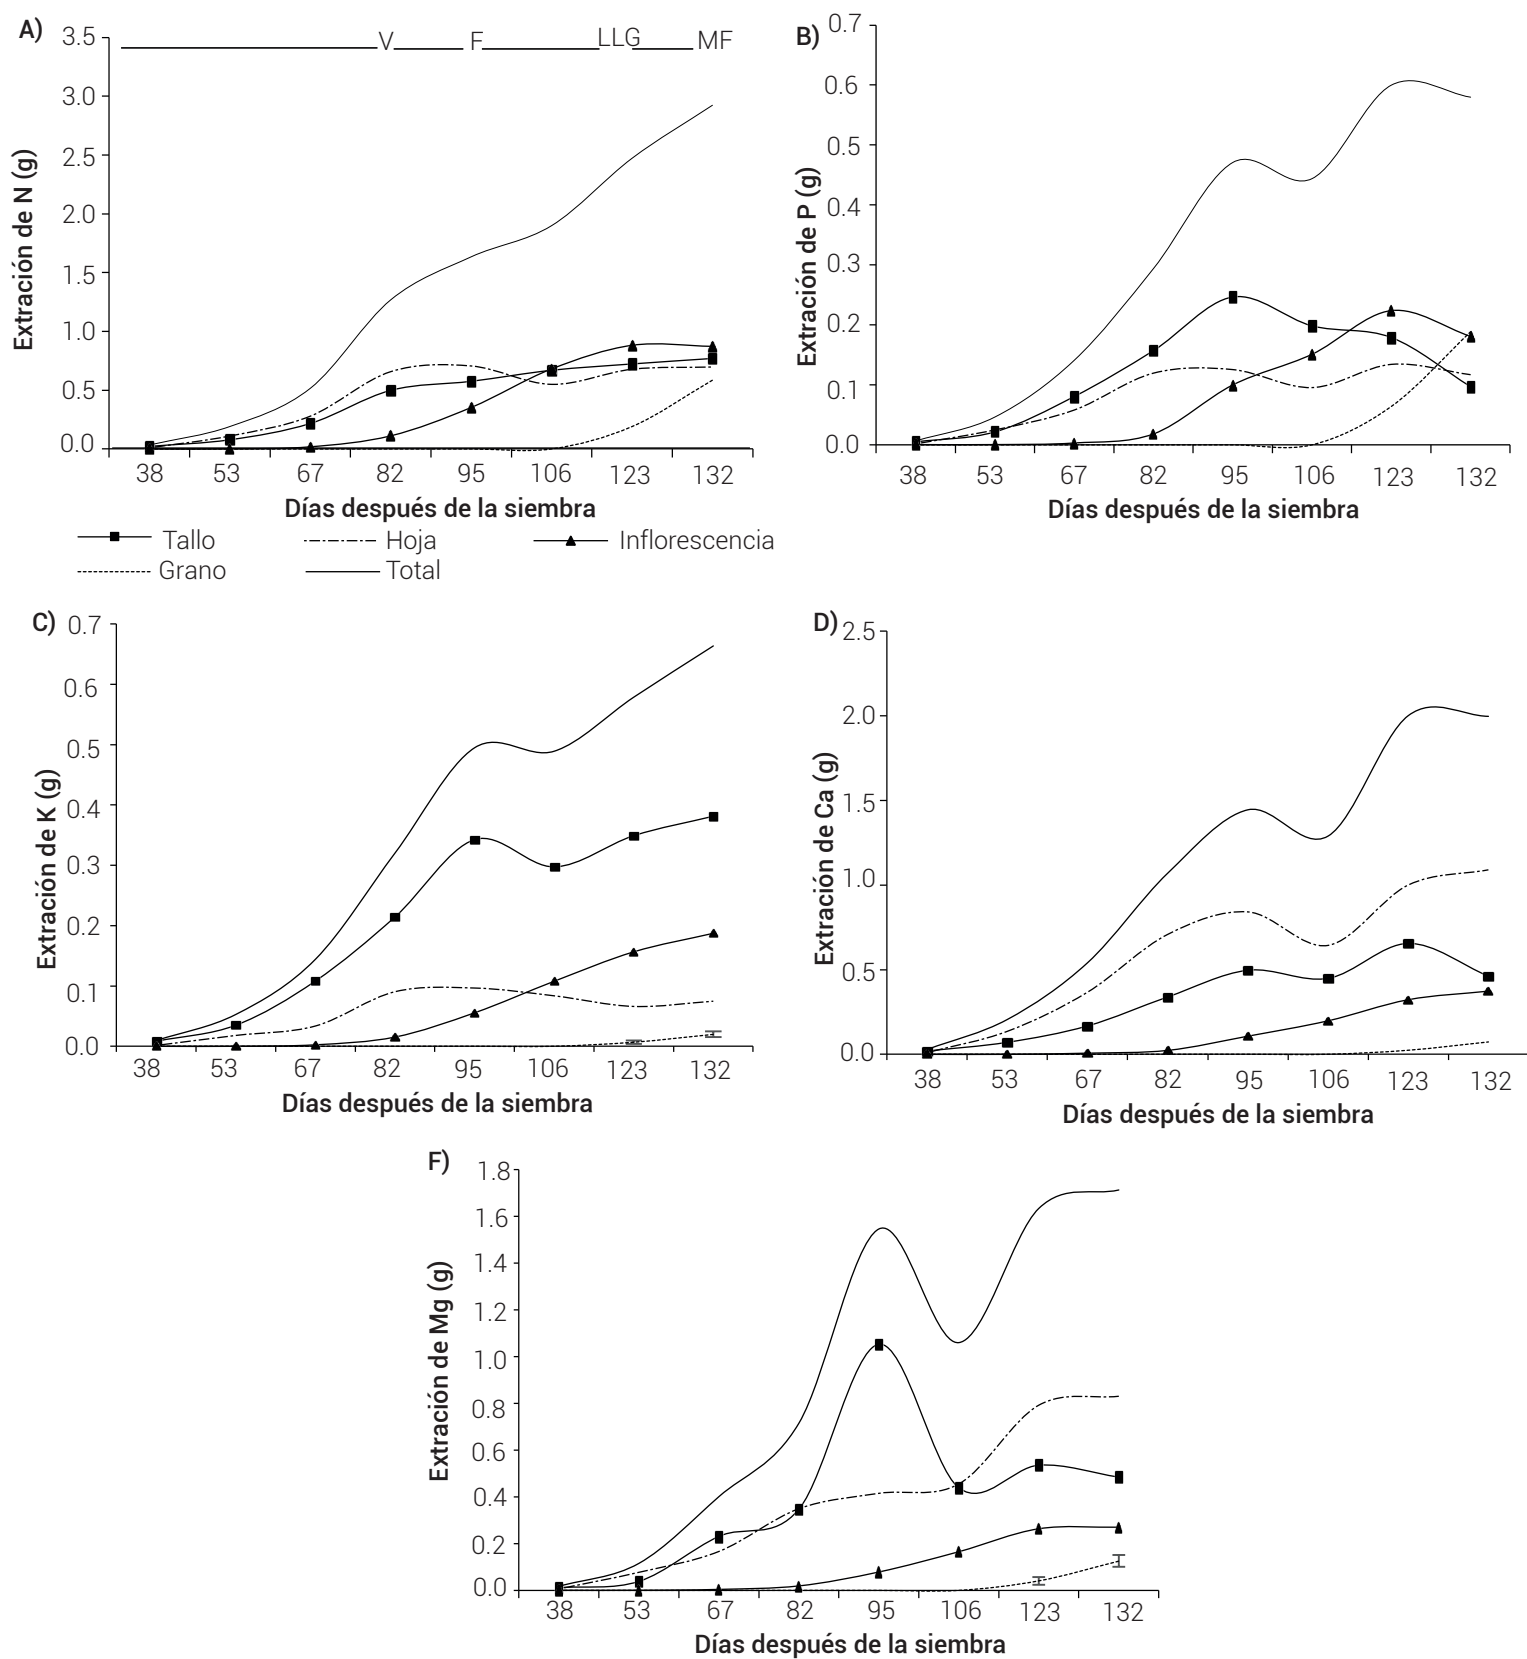 A)
3.5 V F LLG MF
3.0
2.5
2.0
1.5
1.0
0.5
0.0
Extración de N (g)
38 53 67 82 95 106 123 132
Días después de la siembra
B)
0.7
0.6
0.5
0.4
0.3
0.2
0.1
0.0
Extración de P (g)
38 53 67 82 95 106 123 132
Días después de la siembra
Tallo Hoja Inflorescencia
Grano Total
C)
0.7
0.6
0.5
0.4
0.3
0.2
0.1
0.0
Extración de K (g)
38 53 67 82 95 106 123 132
Días después de la siembra
D)
2.5
2.0
1.5
1.0
0.5
0.0
Extración de Ca (g)
38 53 67 82 95 106 123 132
Días después de la siembra
F)
1.8
1.6
1.4
1.2
1.0
0.8
0.6
0.4
0.2
0.0
Extración de Mg (g)
38 53 67 82 95 106 123 132
Días después de la siembra